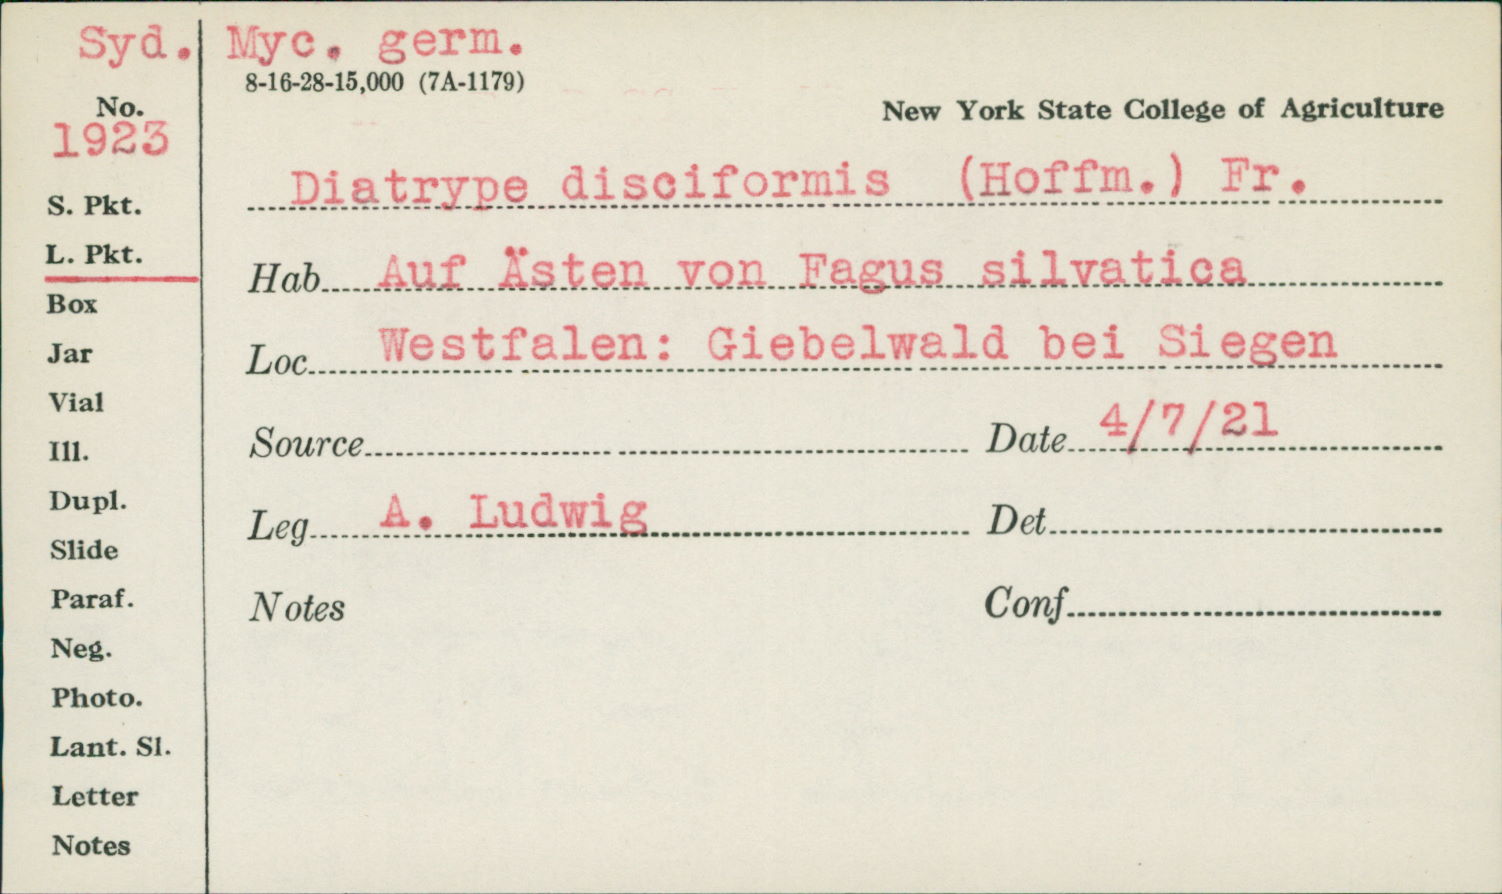 Syd. Myc. germ.
8-16-28-15,000 (7A-1179)
No.
1923
New York State College of Agriculture
Diatrype disciformis (Hoffm.) Fr.
S. Pkt.
L. Pkt.
Hab. Auf Ästen von Fagus silvatica
Box
Loc. Westfalen: Giebelwald bei Siegen
Jar
Vial
Source Date 4/7/21
Ill.
Dupl.
Leg. A. Ludwig Det.
Slide
Paraf.
Notes Conf.
Neg.
Photo.
Lant. Sl.
Letter
Notes